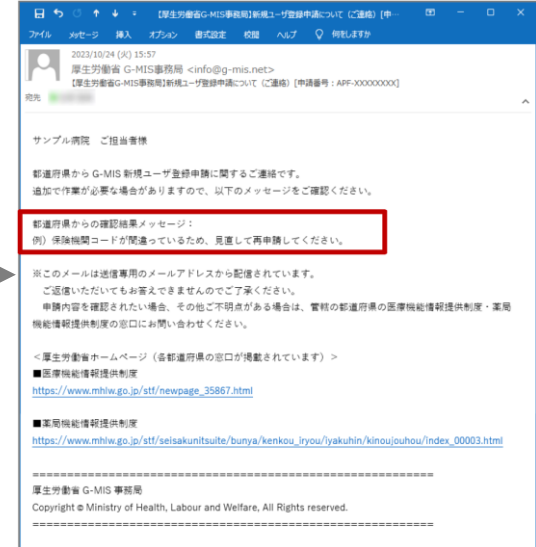 【厚生労働省G-MIS事務局】新規ユーザ登録申請について（ご連絡）[申…
ファイル メッセージ 挿入 オプション 書式設定 校閲 ヘルプ 何をしますか
2023/10/24 (火) 15:57
厚生労働省 G-MIS事務局 <info@g-mis.net>
【厚生労働省G-MIS事務局】新規ユーザ登録申請について（ご連絡）[申請番号：APF-XXXXXXXX]
宛先
サンプル病院　ご担当者様
都道府県から G-MIS 新規ユーザ登録申請に関するご連絡です。
追加で作業が必要な場合がありますので、以下のメッセージをご確認ください。
都道府県からの確認結果メッセージ：
例）保険機関コードが間違っているため、見直して再申請してください。
※このメールは送信専用のメールアドレスから配信されています。
ご返信いただいてもお答えできませんのでご了承ください。
申請内容を確認されたい場合、その他ご不明点がある場合は、管轄の都道府県の医療機能情報提供制度・薬局
機能情報提供制度の窓口にお問い合わせください。
＜厚生労働省ホームページ（各都道府県の窓口が掲載されています）＞
■医療機能情報提供制度
https://www.mhlw.go.jp/stf/newpage_35867.html
■薬局機能情報提供制度
https://www.mhlw.go.jp/stf/seisakunitsuite/bunya/kenkou_iryou/iyakuhin/kinoujouhou/index_00003.html
============================================================
厚生労働省 G-MIS 事務局
Copyright © Ministry of Health, Labour and Welfare, All Rights reserved.
============================================================